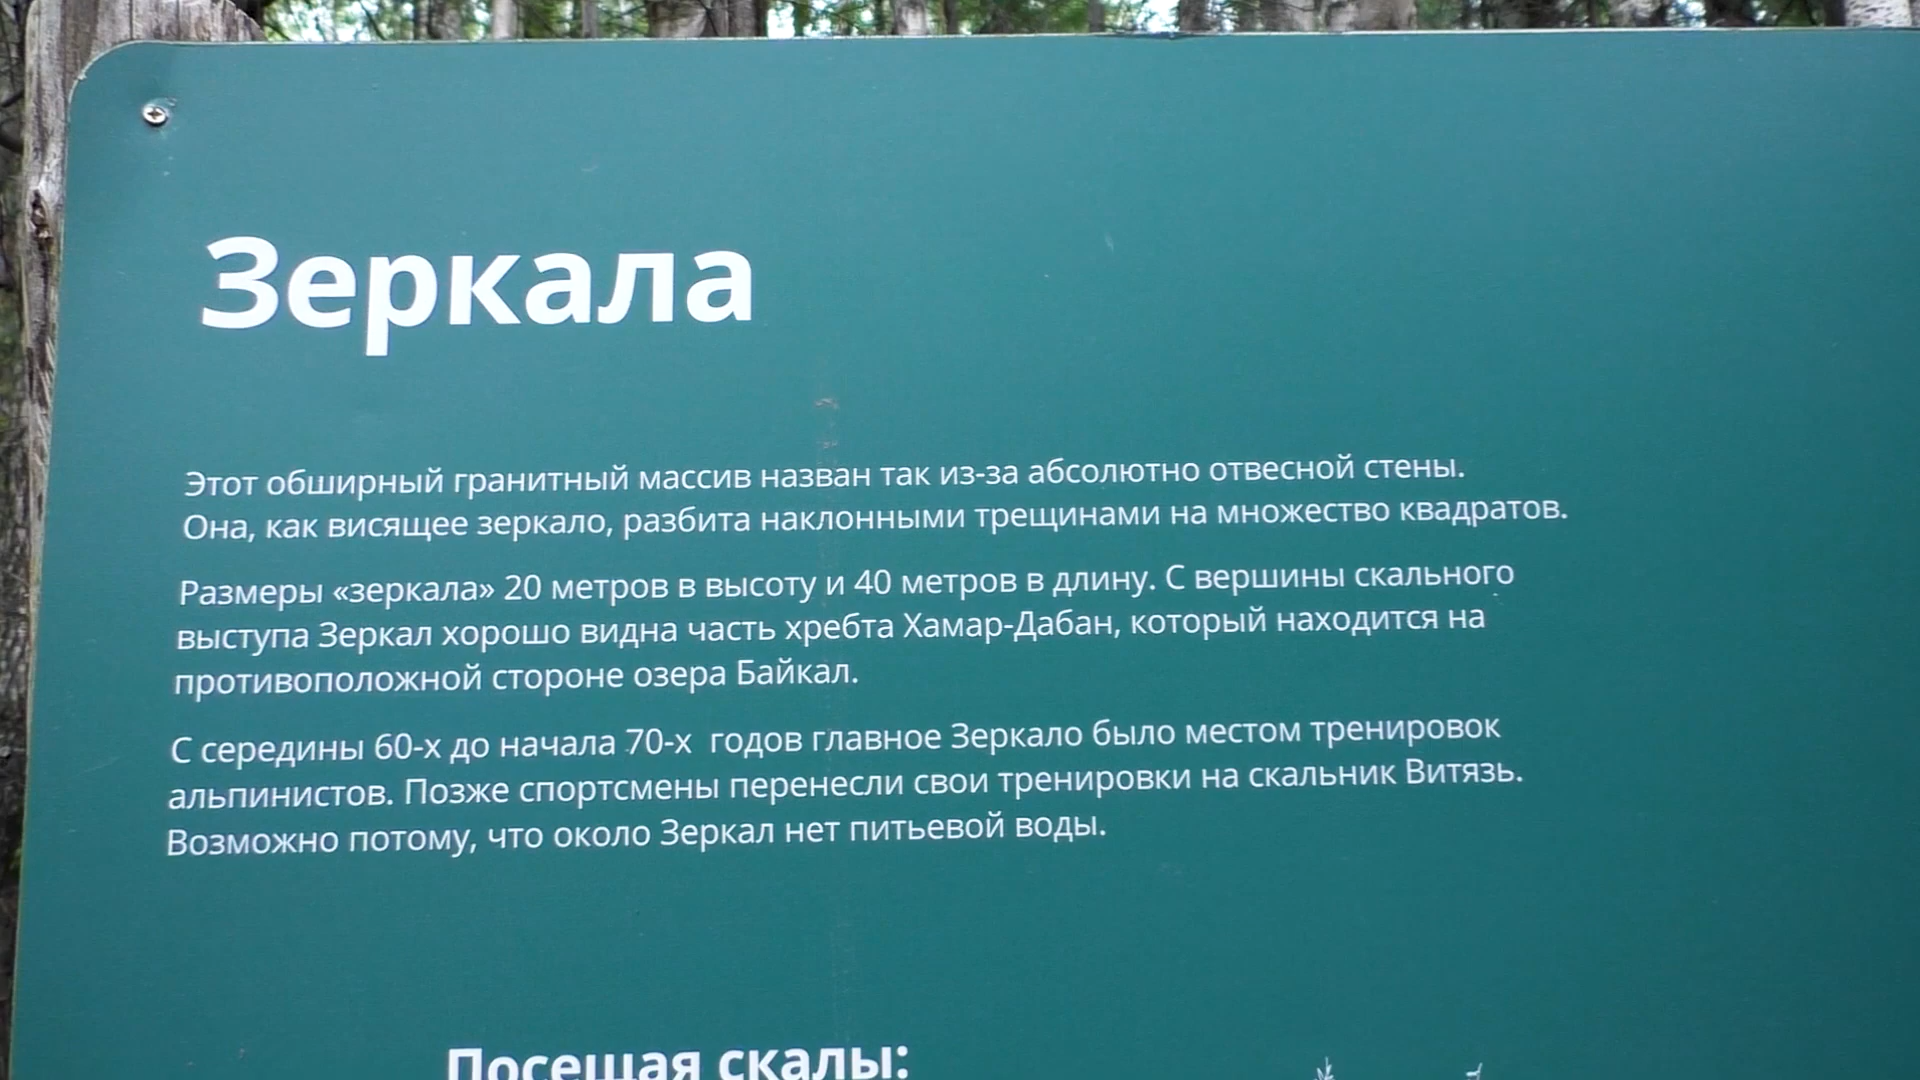 Зеркала
Этот обширный гранитный массив назван так из-за абсолютно отвесной стены.
Она, как висящее зеркало, разбита наклонными трещинами на множество квадратов.
Размеры «зеркала» 20 метров в высоту и 40 метров в длину. С вершины скального
выступа Зеркал хорошо видна часть хребта Хамар-Дабан, который находится на
противоположной стороне озера Байкал.
С середины 60-х до начала 70-х годов главное Зеркало было местом тренировок
альпинистов. Позже спортсмены перенесли свои тренировки на скальник Витязь.
Возможно потому, что около Зеркал нет питьевой воды.
Посещая скалы: